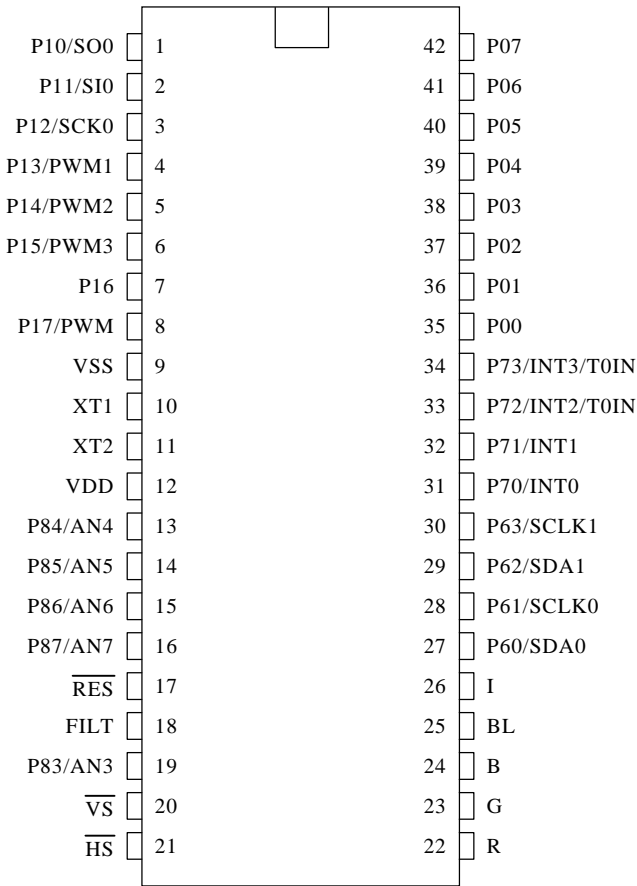 P10/SO0 1 42 P07
P11/SI0 2 41 P06
P12/SCK0 3 40 P05
P13/PWM1 4 39 P04
P14/PWM2 5 38 P03
P15/PWM3 6 37 P02
P16 7 36 P01
P17/PWM 8 35 P00
VSS 9 34 P73/INT3/T0IN
XT1 10 33 P72/INT2/T0IN
XT2 11 32 P71/INT1
VDD 12 31 P70/INT0
P84/AN4 13 30 P63/SCLK1
P85/AN5 14 29 P62/SDA1
P86/AN6 15 28 P61/SCLK0
P87/AN7 16 27 P60/SDA0
R̅E̅S̅ 17 26 I
FILT 18 25 BL
P83/AN3 19 24 B
V̅S̅ 20 23 G
H̅S̅ 21 22 R